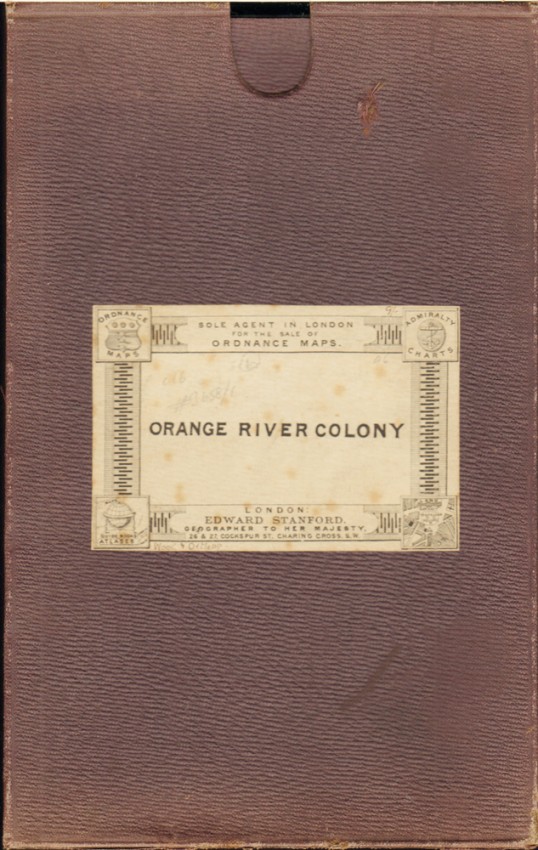 ORDNANCE
MAPS
SOLE AGENT IN LONDON
FOR THE SALE OF
ORDNANCE MAPS.
ADMIRALTY
CHARTS
ORANGE RIVER COLONY
ATLASES
LONDON:
EDWARD STANFORD,
GEOGRAPHER TO HER MAJESTY,
26 & 27, COCKSPUR ST, CHARING CROSS, S.W.